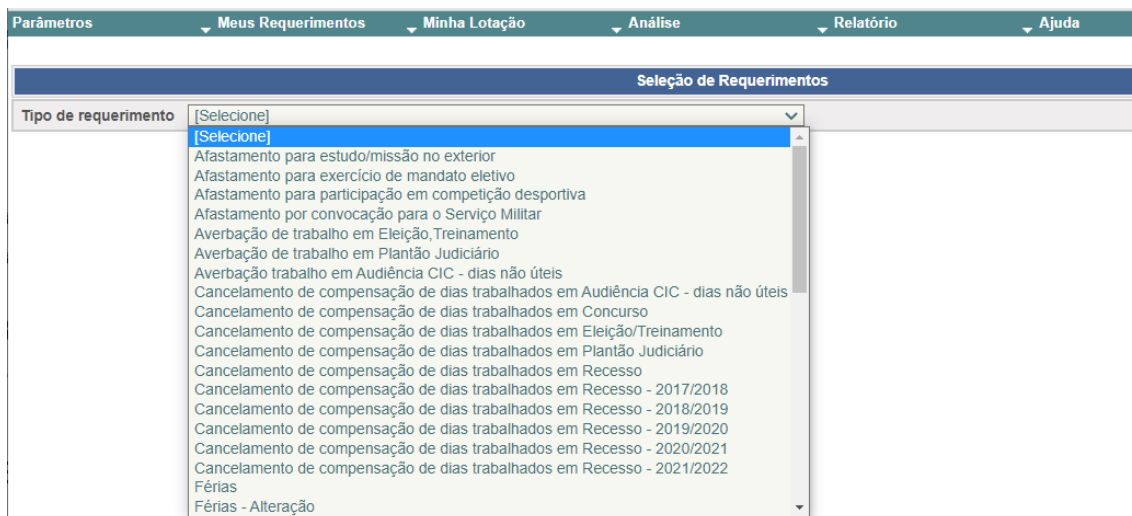 Parâmetros Meus Requerimentos Minha Lotação Análise Relatório Ajuda
Seleção de Requerimentos
Tipo de requerimento [Selecione]
[Selecione]
Afastamento para estudo/missão no exterior
Afastamento para exercício de mandato eletivo
Afastamento para participação em competição desportiva
Afastamento por convocação para o Serviço Militar
Averbação de trabalho em Eleição,Treinamento
Averbação de trabalho em Plantão Judiciário
Averbação trabalho em Audiência CIC - dias não úteis
Cancelamento de compensação de dias trabalhados em Audiência CIC - dias não úteis
Cancelamento de compensação de dias trabalhados em Concurso
Cancelamento de compensação de dias trabalhados em Eleição/Treinamento
Cancelamento de compensação de dias trabalhados em Plantão Judiciário
Cancelamento de compensação de dias trabalhados em Recesso
Cancelamento de compensação de dias trabalhados em Recesso - 2017/2018
Cancelamento de compensação de dias trabalhados em Recesso - 2018/2019
Cancelamento de compensação de dias trabalhados em Recesso - 2019/2020
Cancelamento de compensação de dias trabalhados em Recesso - 2020/2021
Cancelamento de compensação de dias trabalhados em Recesso - 2021/2022
Férias
Férias - Alteração